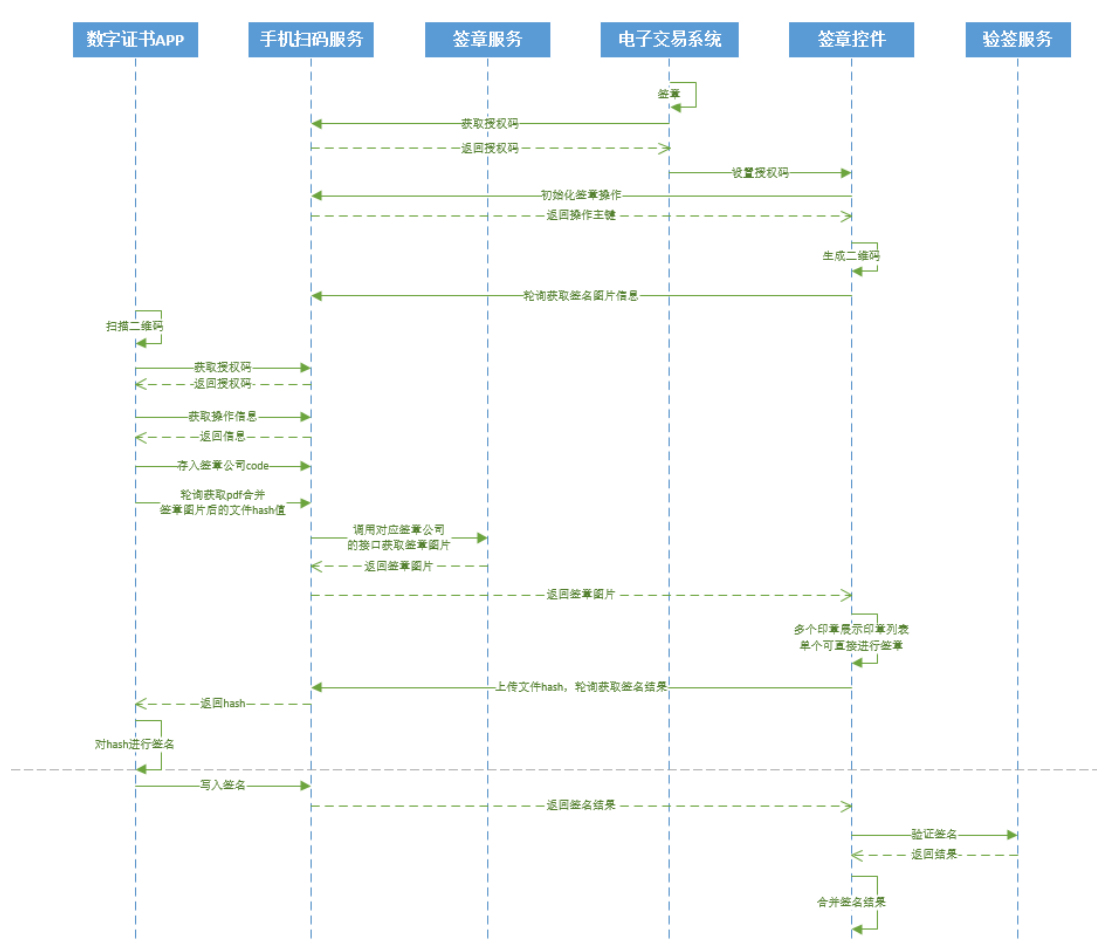 数字证书APP
手机扫码服务
签章服务
电子交易系统
签章控件
验签服务
签章
获取授权码
返回授权码
设置授权码
初始化签章操作
返回操作主键
生成二维码
轮询获取签名图片信息
扫描二维码
获取授权码
返回授权码
获取操作信息
返回信息
存入签章公司code
轮询获取pdf合并
签章图片后的文件hash值
调用对应签章公司
的接口获取签章图片
返回签章图片
返回签章图片
多个印章展示印章列表
单个可直接进行签章
上传文件hash，轮询获取签名结果
返回hash
对hash进行签名
写入签名
返回签名结果
验证签名
返回结果
合并签名结果